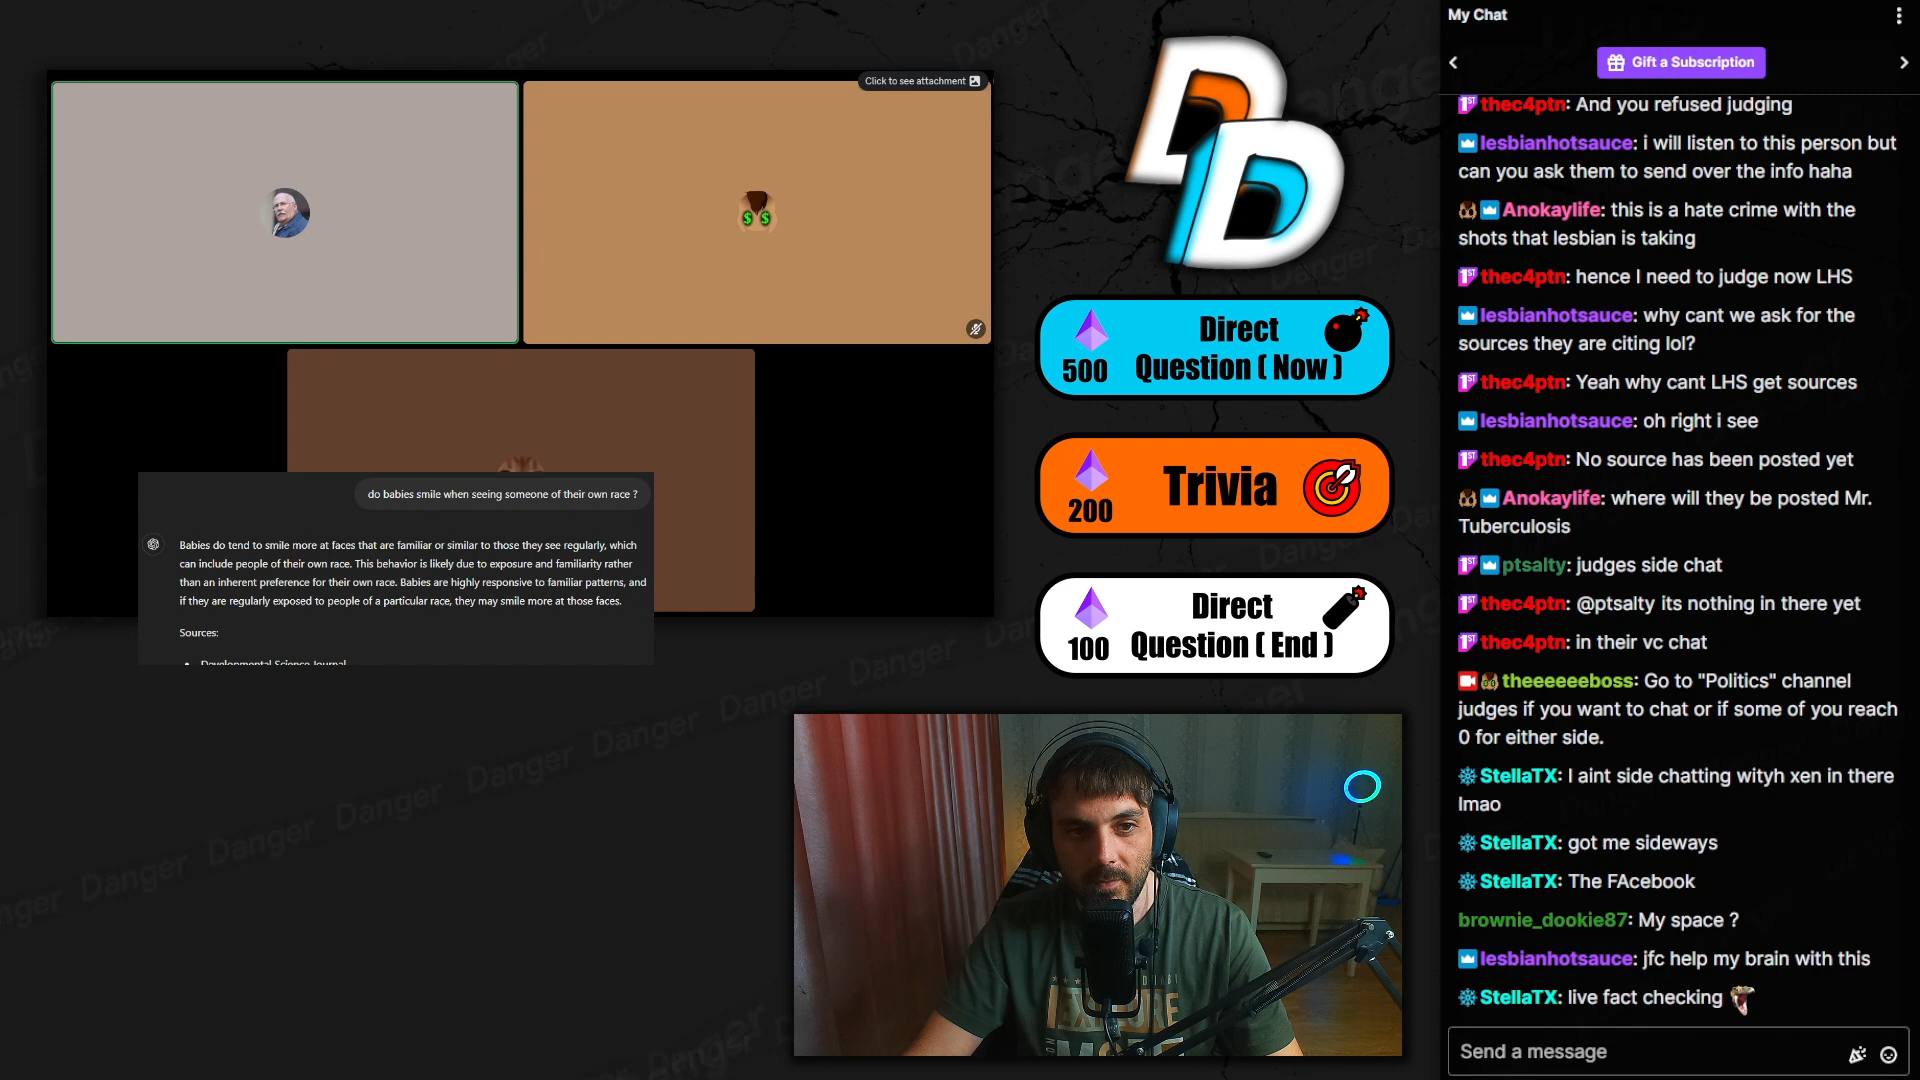 Click to see attachment
do babies smile when seeing someone of their own race ?
Babies do tend to smile more at faces that are familiar or similar to those they see regularly, which
can include people of their own race. This behavior is likely due to exposure and familiarity rather
than an inherent preference for their own race. Babies are highly responsive to familiar patterns, and
if they are regularly exposed to people of a particular race, they may smile more at those faces.
Sources:
Developmental Science Journal
DD
Direct
Question ( Now )
500
Trivia
200
Direct
Question ( End )
100
Danger Danger Danger Danger Danger Danger
EXPLORE
My Chat
Gift a Subscription
thec4ptn: And you refused judging
lesbianhotsauce: i will listen to this person but
can you ask them to send over the info haha
Anokaylife: this is a hate crime with the
shots that lesbian is taking
thec4ptn: hence I need to judge now LHS
lesbianhotsauce: why cant we ask for the
sources they are citing lol?
thec4ptn: Yeah why cant LHS get sources
lesbianhotsauce: oh right i see
thec4ptn: No source has been posted yet
Anokaylife: where will they be posted Mr.
Tuberculosis
ptsalty: judges side chat
thec4ptn: @ptsalty its nothing in there yet
thec4ptn: in their vc chat
theeeeeeboss: Go to "Politics" channel
judges if you want to chat or if some of you reach
0 for either side.
StellaTX: I aint side chatting wityh xen in there
lmao
StellaTX: got me sideways
StellaTX: The FAcebook
brownie_dookie87: My space ?
lesbianhotsauce: jfc help my brain with this
StellaTX: live fact checking
Send a message